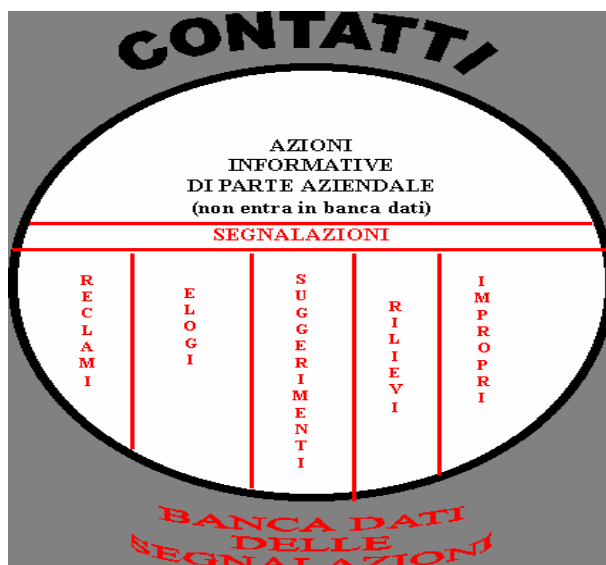 CONTATTI
AZIONI
INFORMATIVE
DI PARTE AZIENDALE
(non entra in banca dati)
SEGNALAZIONI
RECLAMI
ELOGI
SUGGERIMENTI
RILIEVI
IMPROPRI
BANCA DATI
DELLE
SEGNALAZIONI